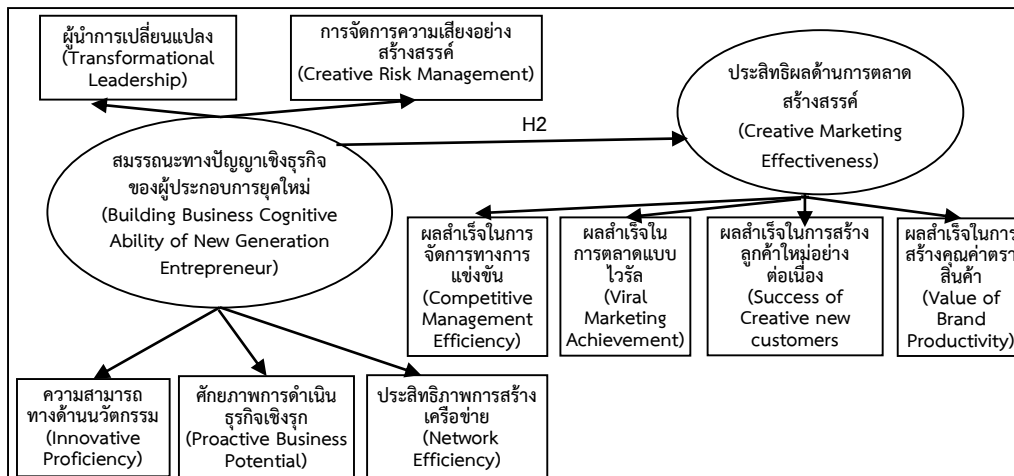 ผู้นำการเปลี่ยนแปลง
(Transformational
Leadership)
การจัดการความเสี่ยงอย่าง
สร้างสรรค์
(Creative Risk Management)
ประสิทธิผลด้านการตลาด
สร้างสรรค์
(Creative Marketing
Effectiveness)
H2
สมรรถนะทางปัญญาเชิงธุรกิจ
ของผู้ประกอบการยุคใหม่
(Building Business Cognitive
Ability of New Generation
Entrepreneur)
ผลสำเร็จในการ
จัดการทางการ
แข่งขัน
(Competitive
Management
Efficiency)
ผลสำเร็จใน
การตลาดแบบ
ไวรัล
(Viral
Marketing
Achievement)
ผลสำเร็จในการสร้าง
ลูกค้าใหม่อย่าง
ต่อเนื่อง
(Success of
Creative new
customers
ผลสำเร็จในการ
สร้างคุณค่าตรา
สินค้า
(Value of
Brand
Productivity)
ความสามารถ
ทางด้านนวัตกรรม
(Innovative
Proficiency)
ศักยภาพการดำเนิน
ธุรกิจเชิงรุก
(Proactive Business
Potential)
ประสิทธิภาพการสร้าง
เครือข่าย
(Network
Efficiency)